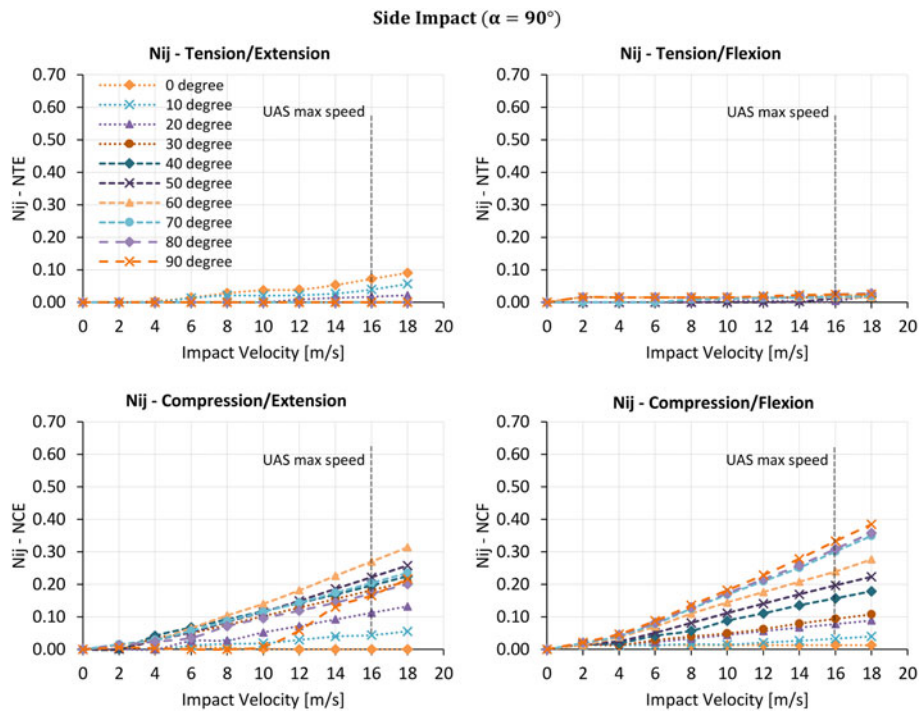 Side Impact (α = 90°)
Nij - Tension/Extension
0.70
0.60
0.50
0.40
0.30
0.20
0.10
0.00
Nij - NTE
0 degree
10 degree
20 degree
30 degree
40 degree
50 degree
60 degree
70 degree
80 degree
90 degree
UAS max speed
0 2 4 6 8 10 12 14 16 18 20
Impact Velocity [m/s]
Nij - Tension/Flexion
0.70
0.60
0.50
0.40
0.30
0.20
0.10
0.00
Nij - NTF
UAS max speed
0 2 4 6 8 10 12 14 16 18 20
Impact Velocity [m/s]
Nij - Compression/Extension
0.70
0.60
0.50
0.40
0.30
0.20
0.10
0.00
Nij - NCE
UAS max speed
0 2 4 6 8 10 12 14 16 18 20
Impact Velocity [m/s]
Nij - Compression/Flexion
0.70
0.60
0.50
0.40
0.30
0.20
0.10
0.00
Nij - NCF
UAS max speed
0 2 4 6 8 10 12 14 16 18 20
Impact Velocity [m/s]